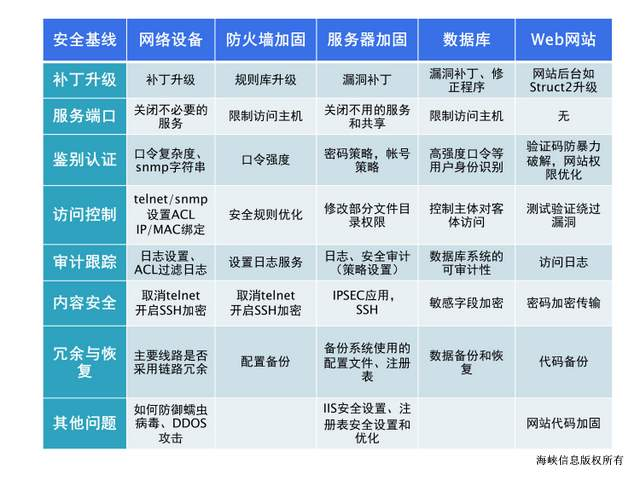 安全基线 网络设备 防火墙加固 服务器加固 数据库 Web网站
补丁升级 补丁升级 规则库升级 漏洞补丁 漏洞补丁、修 网站后台如
正程序 Struct2升级
服务端口 关闭不必要的 限制访问主机 关闭不用的服务 限制访问主机 无
服务 和共享
鉴别认证 口令复杂度、 口令强度 密码策略，帐号 高强度口令等 验证码防暴力
snmp字符串 策略 用户身份识别 破解，网站权
限优化
访问控制 telnet/snmp 安全规则优化 修改部分文件目 控制主体对客 测试验证绕过
设置ACL 录权限 体访问 漏洞
IP/MAC绑定
审计跟踪 日志设置、 设置日志服务 日志、安全审计 数据库系统的 访问日志
ACL过滤日志 （策略设置） 可审计性
内容安全 取消telnet 取消telnet IPSEC应用， 敏感字段加密 密码加密传输
开启SSH加密 开启SSH加密 SSH
冗余与恢 主要线路是否 配置备份 备份系统使用的 数据备份和恢 代码备份
复 采用链路冗余 配置文件、注册 复
表
其他问题 如何防御蠕虫 IIS安全设置、注 网站代码加固
病毒、DDOS 册表安全设置和
攻击 优化
海峡信息版权所有